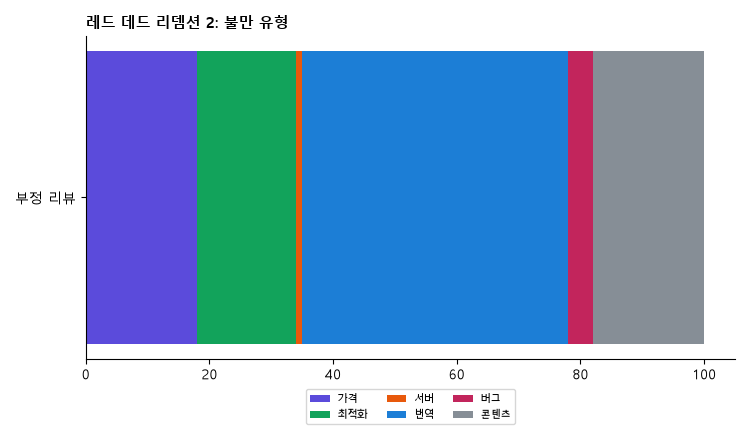 레드 데드 리뎀션 2: 불만 유형
부정 리뷰
0 20 40 60 80 100
가격 서버 버그
최적화 번역 콘텐츠